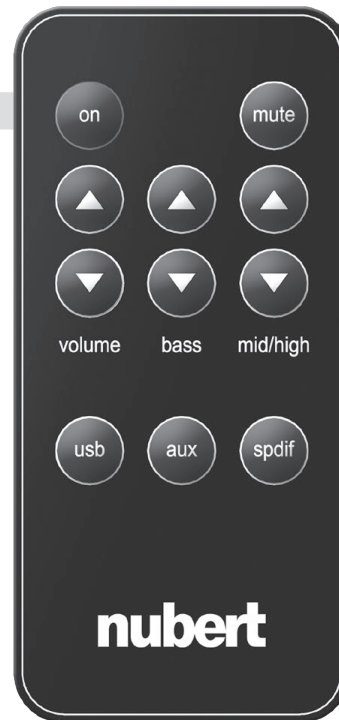 on mute
volume bass mid/high
usb aux spdif
nubert